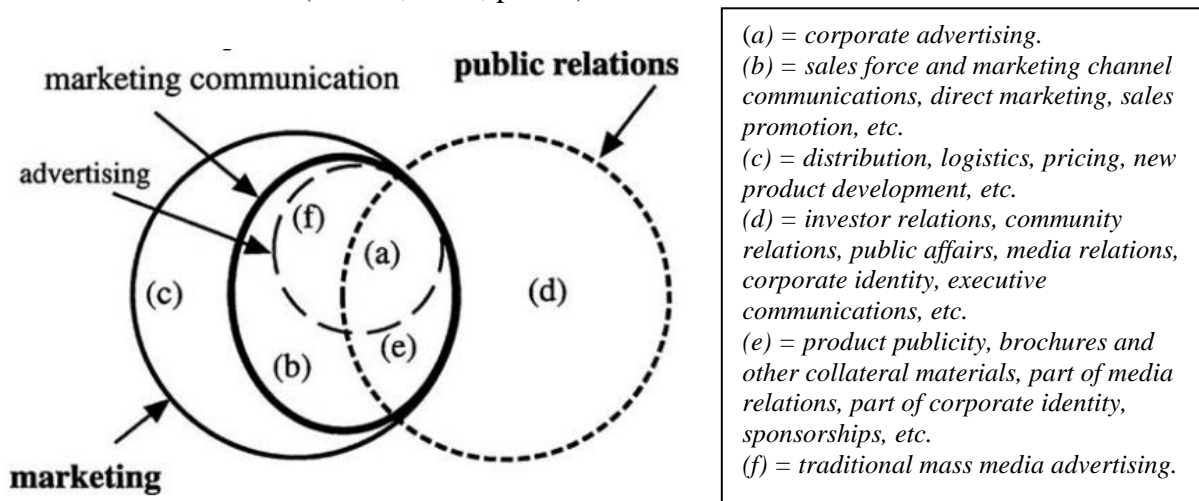 marketing communication
public relations
advertising
(f)
(a)
(c)
(d)
(e)
(b)
marketing
(a) = corporate advertising.
(b) = sales force and marketing channel
communications, direct marketing, sales
promotion, etc.
(c) = distribution, logistics, pricing, new
product development, etc.
(d) = investor relations, community
relations, public affairs, media relations,
corporate identity, executive
communications, etc.
(e) = product publicity, brochures and
other collateral materials, part of media
relations, part of corporate identity,
sponsorships, etc.
(f) = traditional mass media advertising.